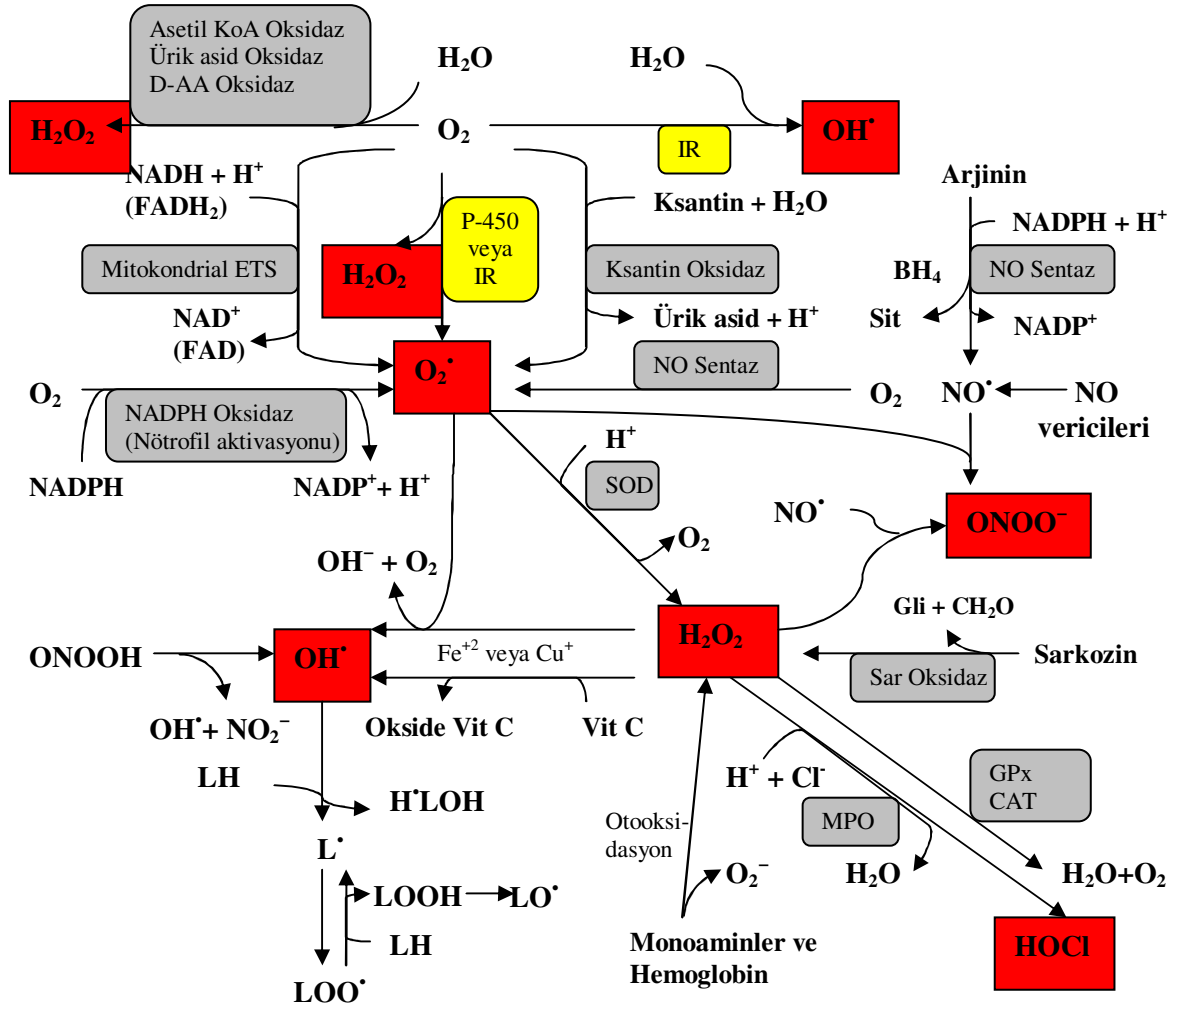 Asetil KoA Oksidaz
Ürik asid Oksidaz
D-AA Oksidaz
H₂O
H₂O
H₂O₂
O₂
IR
OH•
NADH + H⁺
(FADH₂)
P-450
veya
IR
Ksantin + H₂O
Arjinin
NADPH + H⁺
Mitokondrial ETS
H₂O₂
Ksantin Oksidaz
BH₄
NO Sentaz
NAD⁺
(FAD)
Ürik asid + H⁺
Sit
NADP⁺
O₂•
NO Sentaz
O₂
NADPH Oksidaz
(Nötrofil aktivasyonu)
O₂
NO•
NO
vericileri
NADPH
NADP⁺+ H⁺
H⁺
SOD
NO•
ONOO⁻
OH⁻ + O₂
O₂
Gli + CH₂O
ONOOH
OH•
Fe⁺² veya Cu⁺
H₂O₂
Sarkozin
Sar Oksidaz
OH•+ NO₂⁻
Okside Vit C
Vit C
LH
H•LOH
H⁺ + Cl⁻
GPx
CAT
MPO
Otooksi-
dasyon
L•
O₂⁻
H₂O
H₂O+O₂
LOOH
LO•
LH
Monoaminler ve
Hemoglobin
HOCl
LOO•